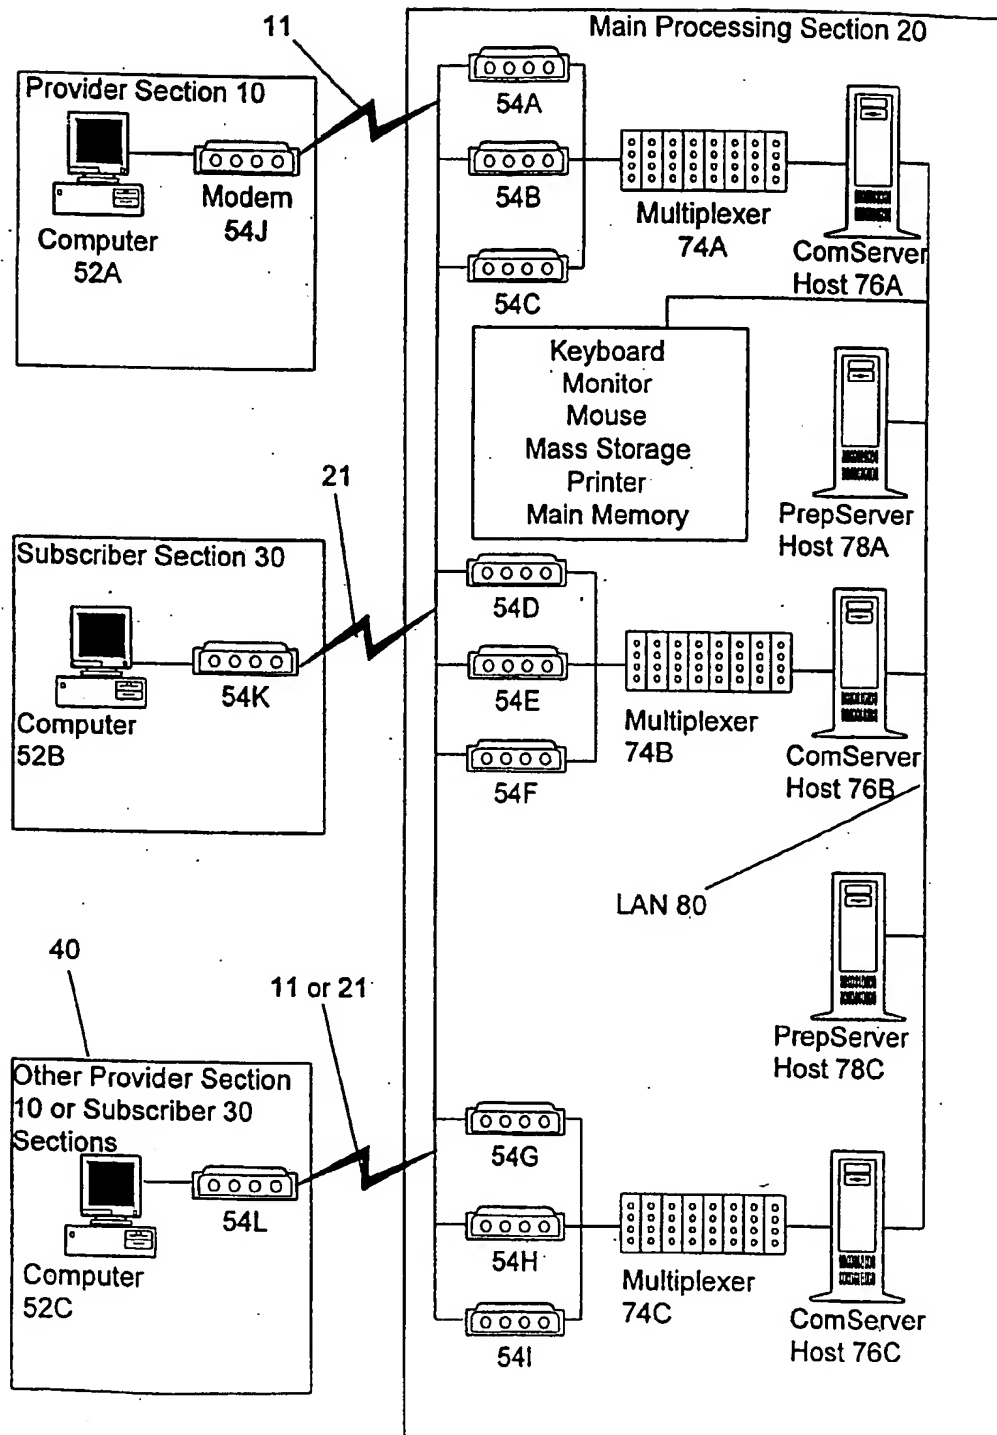 Main Processing Section 20
11
Provider Section 10
Modem
54J
Computer
52A
54A
54B
54C
Multiplexer
74A
ComServer
Host 76A
Keyboard
Monitor
Mouse
Mass Storage
Printer
Main Memory
PrepServer
Host 78A
21
Subscriber Section 30
54K
Computer
52B
54D
54E
54F
Multiplexer
74B
ComServer
Host 76B
LAN 80
PrepServer
Host 78C
40
11 or 21
Other Provider Section
10 or Subscriber 30
Sections
54L
Computer
52C
54G
54H
54I
Multiplexer
74C
ComServer
Host 76C